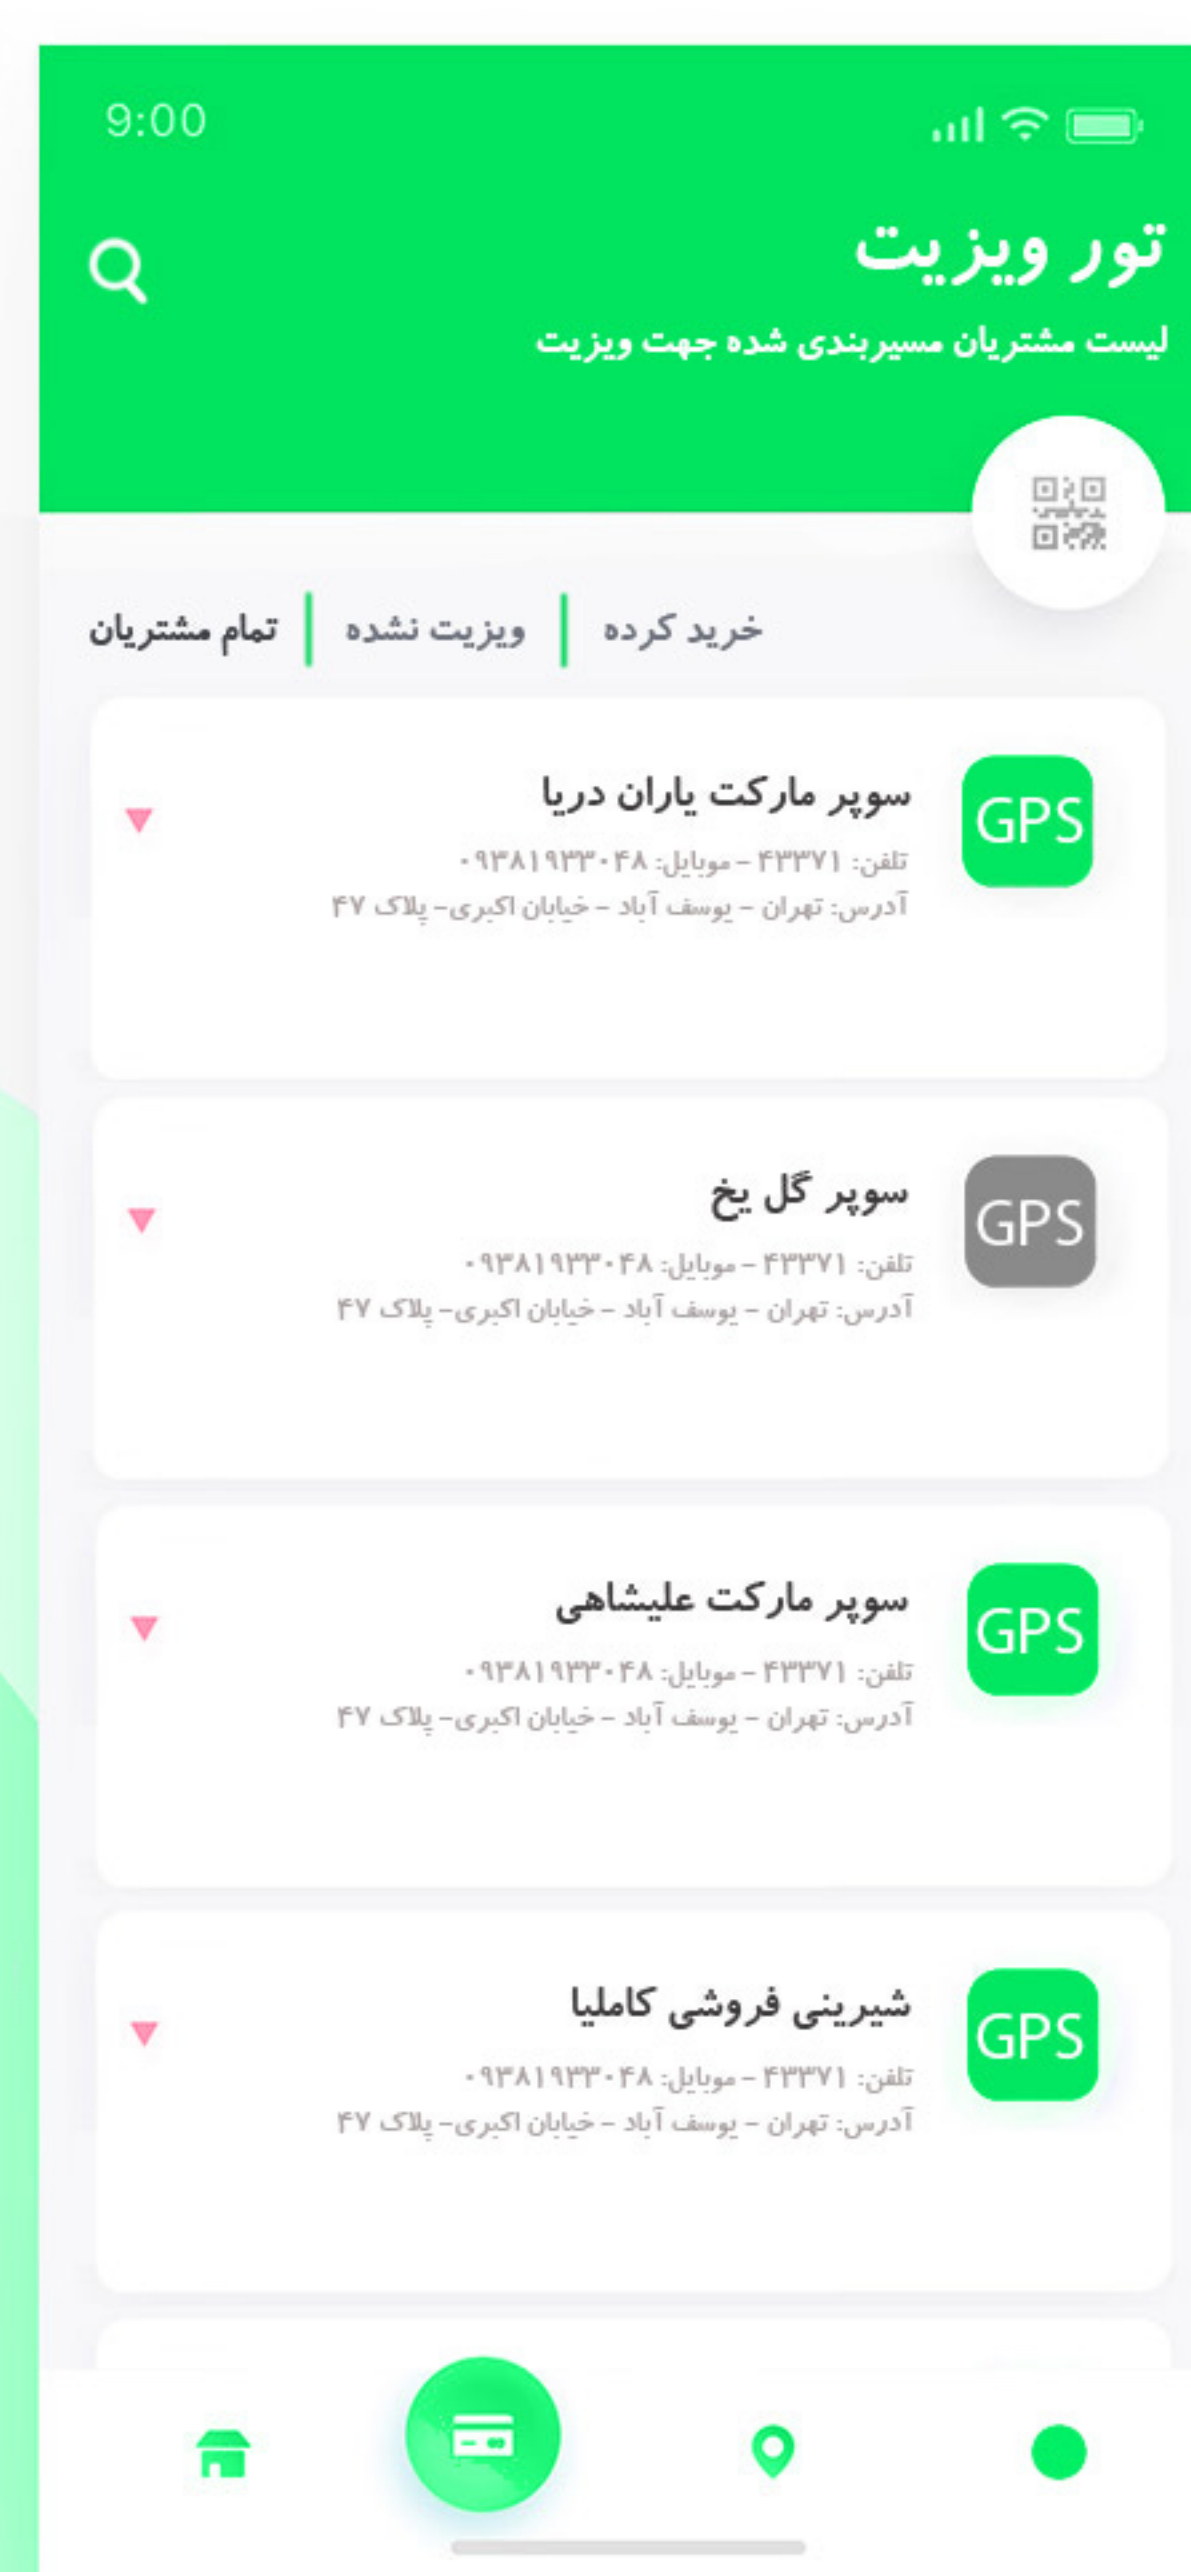 9:00
تور ویزیت
لیست مشتریان مسیربندی شده جهت ویزیت
خرید کرده | ویزیت نشده | تمام مشتریان
GPS
سوپر مارکت یاران دریا
تلفن: ۴۳۳۷۱ – موبایل: ۰۹۳۸۱۹۳۳۰۴۸
آدرس: تهران – یوسف آباد – خیابان اکبری– پلاک ۴۷
GPS
سوپر گل یخ
تلفن: ۴۳۳۷۱ – موبایل: ۰۹۳۸۱۹۳۳۰۴۸
آدرس: تهران – یوسف آباد – خیابان اکبری– پلاک ۴۷
GPS
سوپر مارکت علیشاهی
تلفن: ۴۳۳۷۱ – موبایل: ۰۹۳۸۱۹۳۳۰۴۸
آدرس: تهران – یوسف آباد – خیابان اکبری– پلاک ۴۷
GPS
شیرینی فروشی کاملیا
تلفن: ۴۳۳۷۱ – موبایل: ۰۹۳۸۱۹۳۳۰۴۸
آدرس: تهران – یوسف آباد – خیابان اکبری– پلاک ۴۷